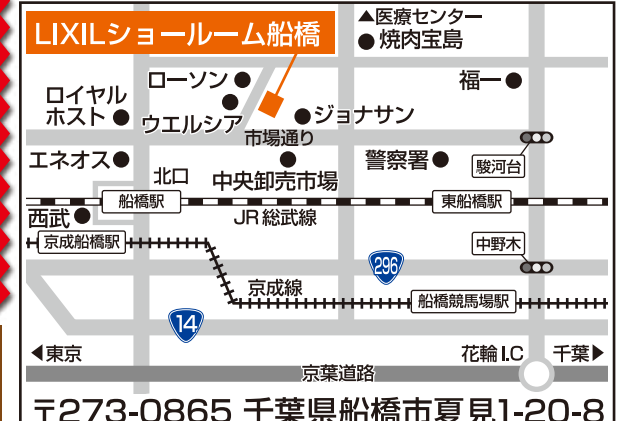 LIXILショールーム船橋
▲医療センター
●焼肉宝島
ローソン●
福一●
ロイヤル
ホスト●
ウエルシア
●ジョナサン
市場通り
エネオス●
北口
中央卸売市場
警察署●
駿河台
船橋駅
東船橋駅
西武●
JR総武線
京成船橋駅
中野木
296
京成線
船橋競馬場駅
14
◀東京
花輪I.C
千葉▶
京葉道路
〒273-0865 千葉県船橋市夏見1-20-8